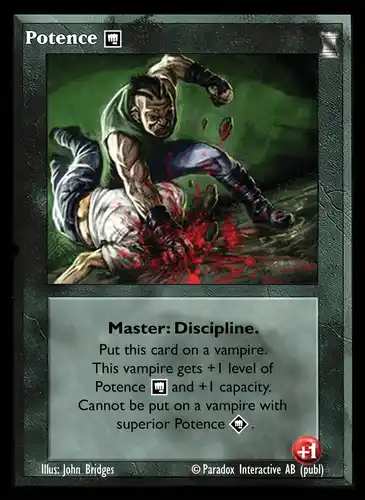 Potence
Master: Discipline.
Put this card on a vampire.
This vampire gets +1 level of
Potence and +1 capacity.
Cannot be put on a vampire with
superior Potence .
+1
Illus: John Bridges © Paradox Interactive AB (publ)